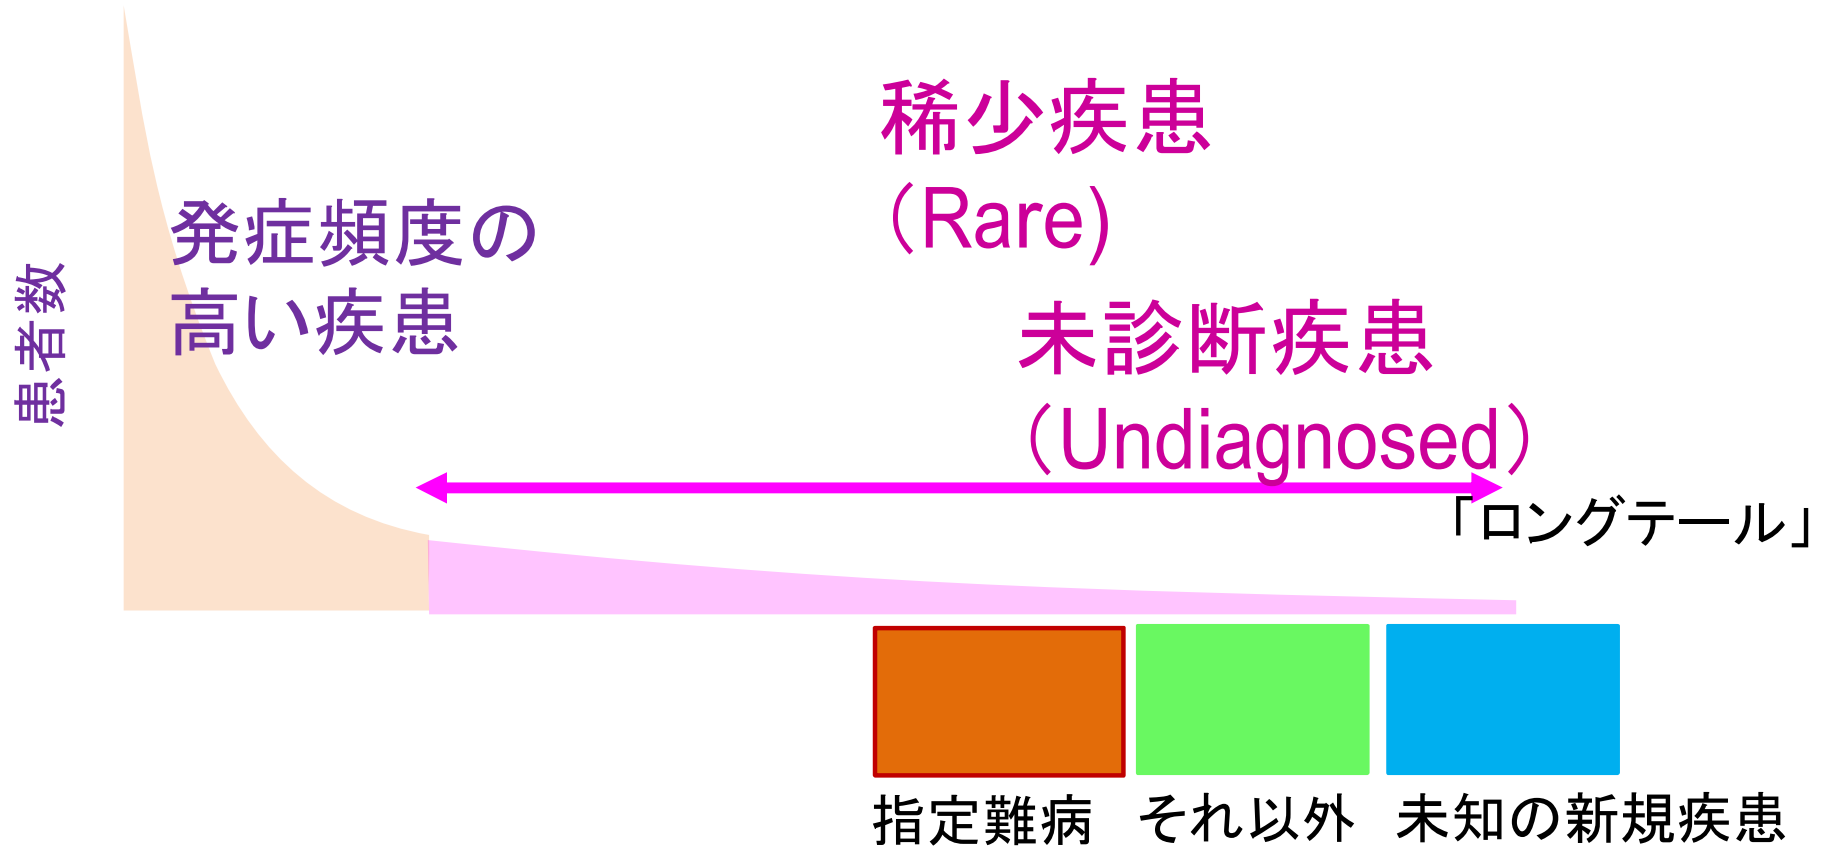 患者数
発症頻度の
高い疾患
稀少疾患
（Rare)
未診断疾患
（Undiagnosed）
「ロングテール」
指定難病
それ以外
未知の新規疾患